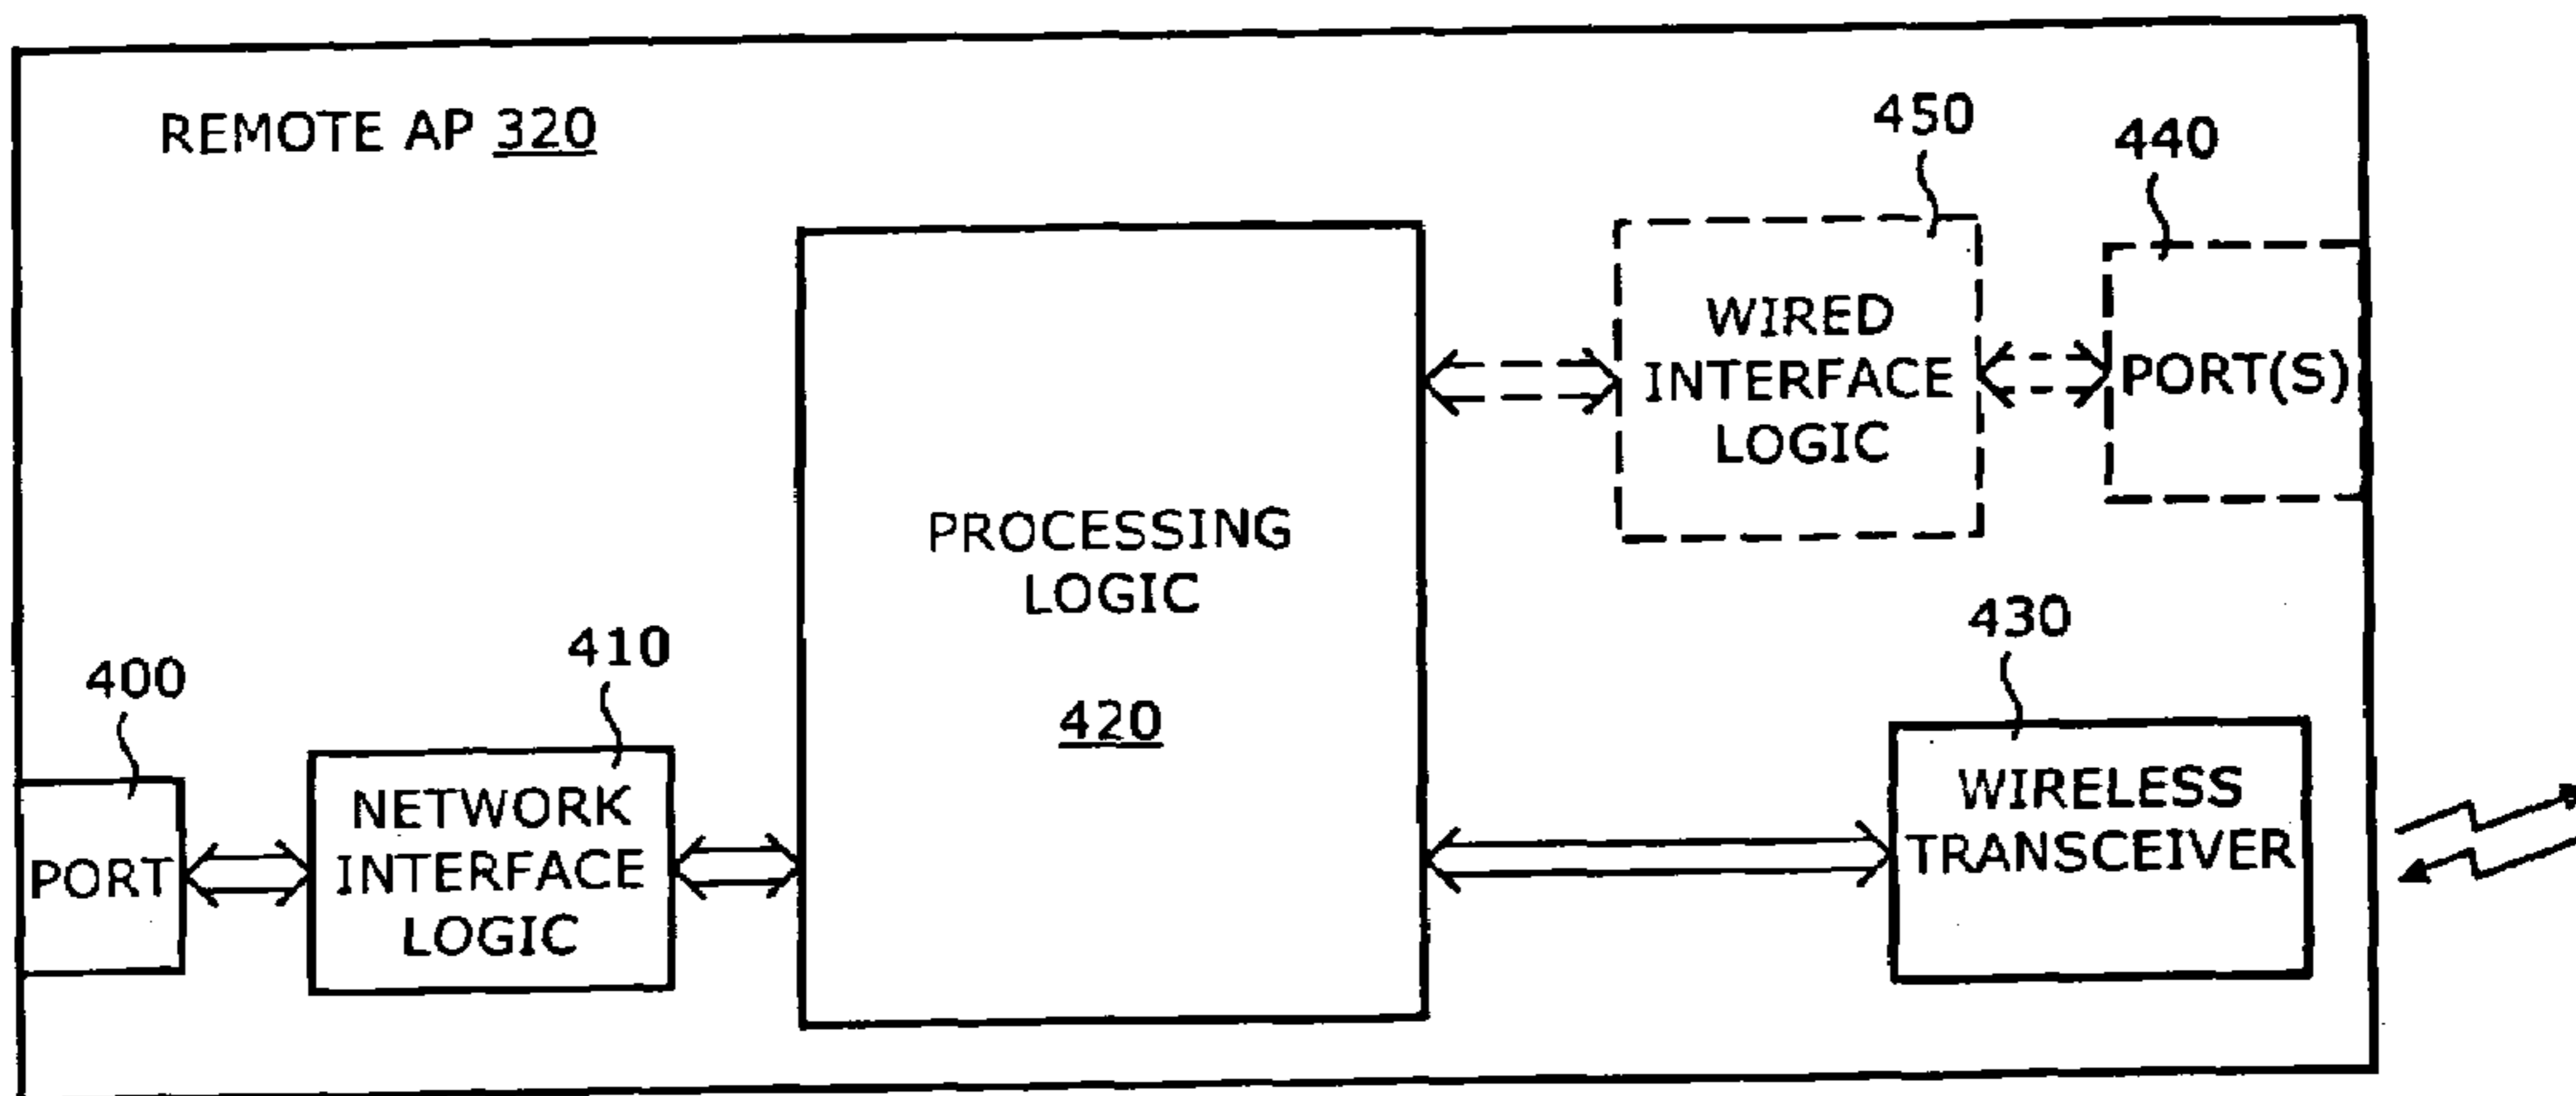 REMOTE AP 320
450
440
WIRED
INTERFACE
LOGIC
PORT(S)
PROCESSING
LOGIC
420
400
410
430
PORT
NETWORK
INTERFACE
LOGIC
WIRELESS
TRANSCEIVER